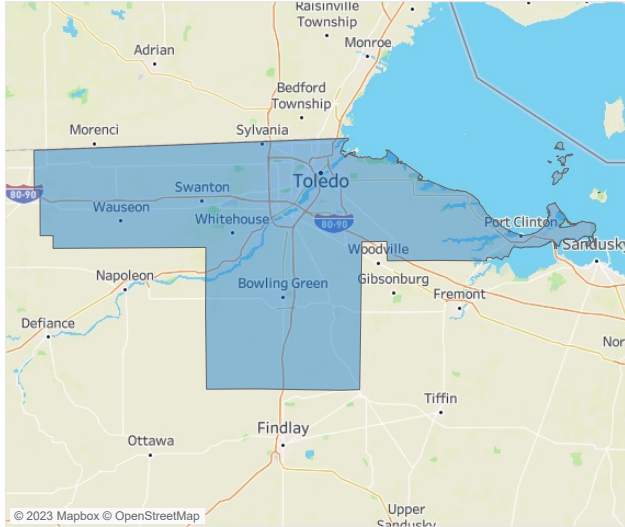 Raisinville
Township
Adrian
Monroe
Bedford
Township
Morenci
Sylvania
Toledo
80-90
Swanton
Wauseon
Whitehouse
80-90
Port Clinton
Sandusky
Woodville
Napoleon
Bowling Green
Gibsonburg
Fremont
Defiance
Nor
Tiffin
Findlay
Ottawa
Upper
Sandusky
© 2023 Mapbox © OpenStreetMap